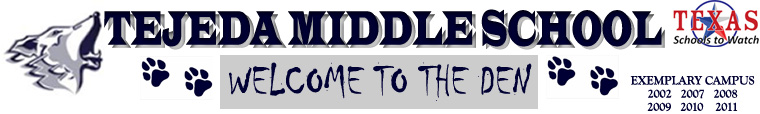 TEJEDA MIDDLE SCHOOL
TEXAS
Schools to Watch
WELCOME TO THE DEN
EXEMPLARY CAMPUS
2002 2007 2008
2009 2010 2011